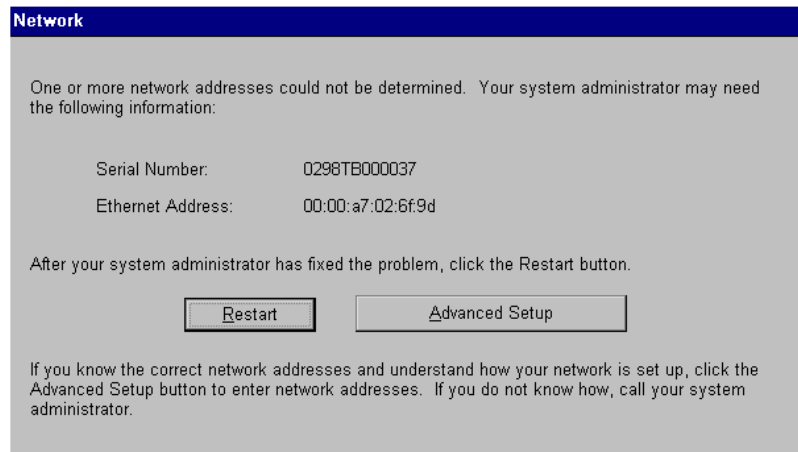 Network
One or more network addresses could not be determined. Your system administrator may need
the following information:
Serial Number: 0298TB000037
Ethernet Address: 00:00:a7:02:6f:9d
After your system administrator has fixed the problem, click the Restart button.
Restart Advanced Setup
If you know the correct network addresses and understand how your network is set up, click the
Advanced Setup button to enter network addresses. If you do not know how, call your system
administrator.